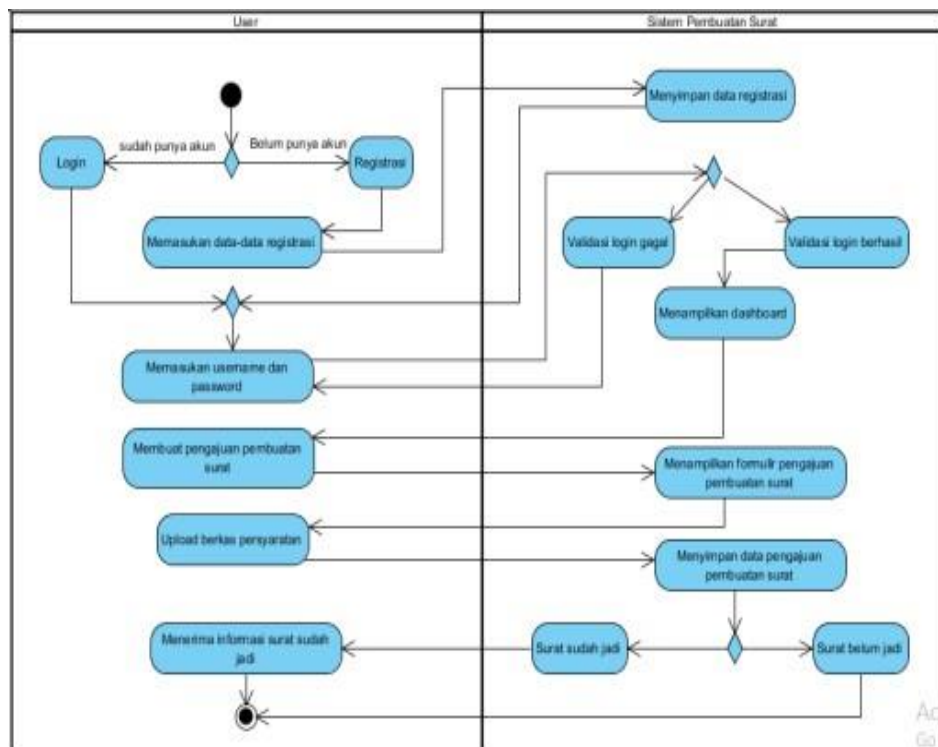 User
Sistem Pembuatan Surat
Menyimpan data registrasi
sudah punya akun
Belum punya akun
Login
Registrasi
Memasukan data-data registrasi
Validasi login gagal
Validasi login berhasil
Menampilkan dashboard
Memasukan username dan
password
Membuat pengajuan pembuatan
surat
Menampilkan formulir pengajuan
pembuatan surat
Upload berkas persyaratan
Menyimpan data pengajuan
pembuatan surat
Menerima informasi surat sudah
jadi
Surat sudah jadi
Surat belum jadi
Ac
Go